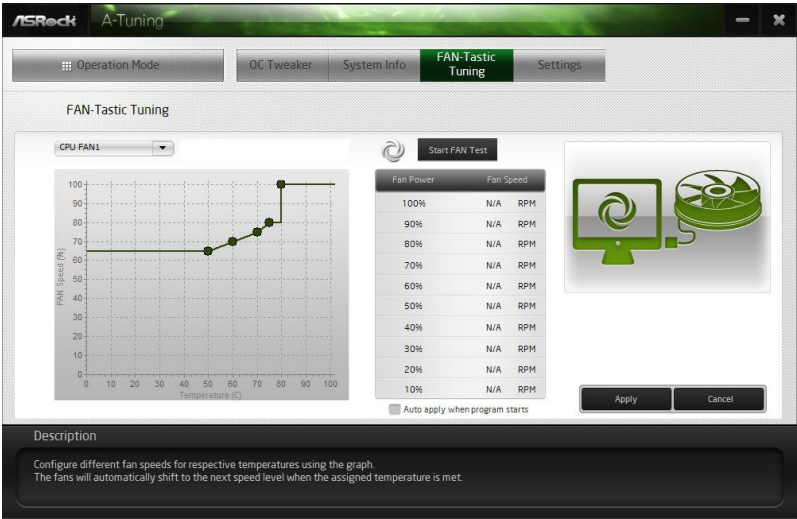 ASRock A-Tuning
Operation Mode
OC Tweaker
System Info
FAN-Tastic
Tuning
Settings
FAN-Tastic Tuning
CPU FAN1
Start FAN Test
FAN Speed (%)
100
90
80
70
60
50
40
30
20
10
0
0 10 20 30 40 50 60 70 80 90 100
Temperature (C)
Fan Power Fan Speed
100% N/A RPM
90% N/A RPM
80% N/A RPM
70% N/A RPM
60% N/A RPM
50% N/A RPM
40% N/A RPM
30% N/A RPM
20% N/A RPM
10% N/A RPM
Auto apply when program starts
Apply
Cancel
Description
Configure different fan speeds for respective temperatures using the graph.
The fans will automatically shift to the next speed level when the assigned temperature is met.